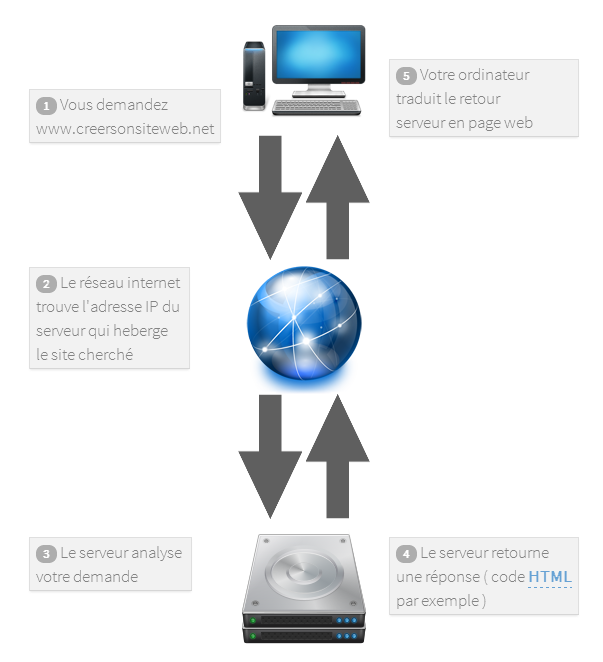 1 Vous demandez
www.creersonsiteweb.net
2 Le réseau internet
trouve l'adresse IP du
serveur qui heberge
le site cherché
3 Le serveur analyse
votre demande
4 Le serveur retourne
une réponse ( code HTML
par exemple )
5 Votre ordinateur
traduit le retour
serveur en page web